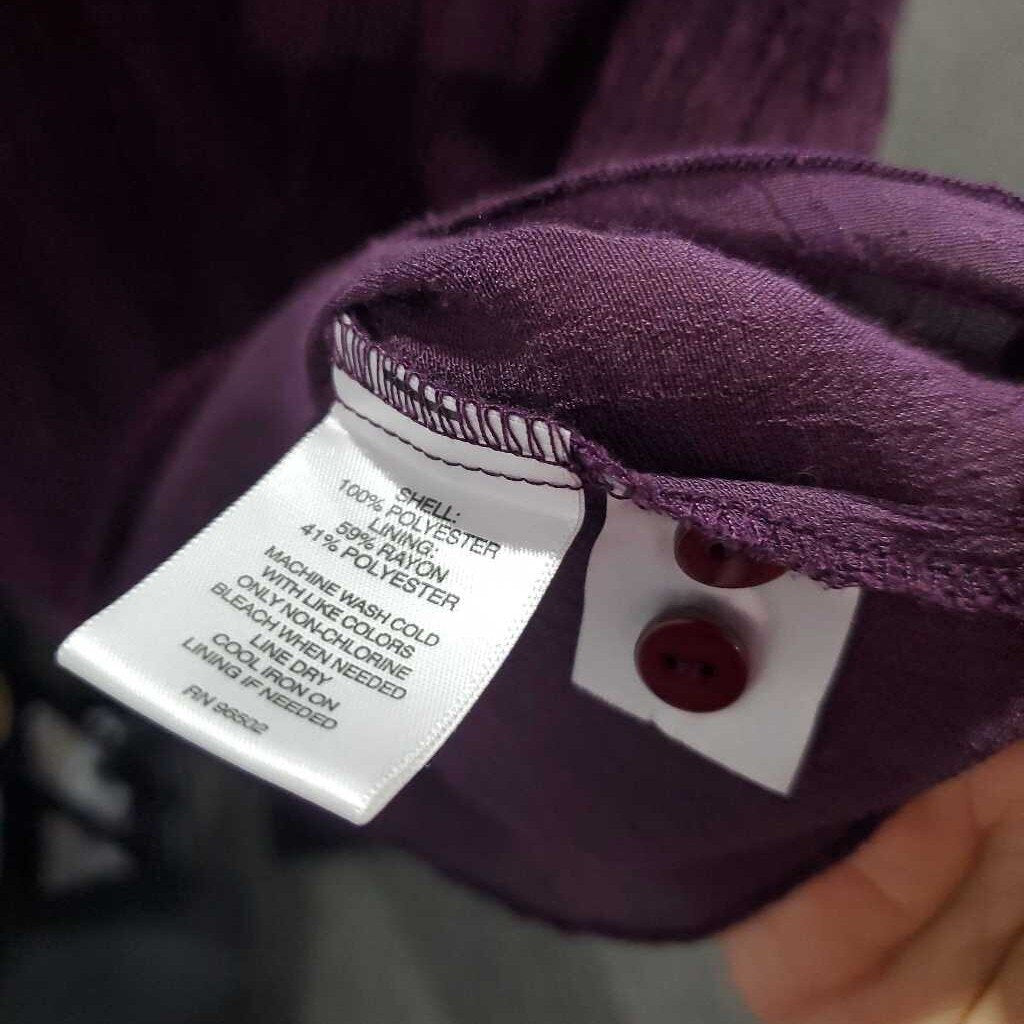 SHELL:
100% POLYESTER
LINING:
59% RAYON
41% POLYESTER
MACHINE WASH COLD
WITH LIKE COLORS
ONLY NON-CHLORINE
BLEACH WHEN NEEDED
LINE DRY
COOL IRON ON
LINING IF NEEDED
RN 96502